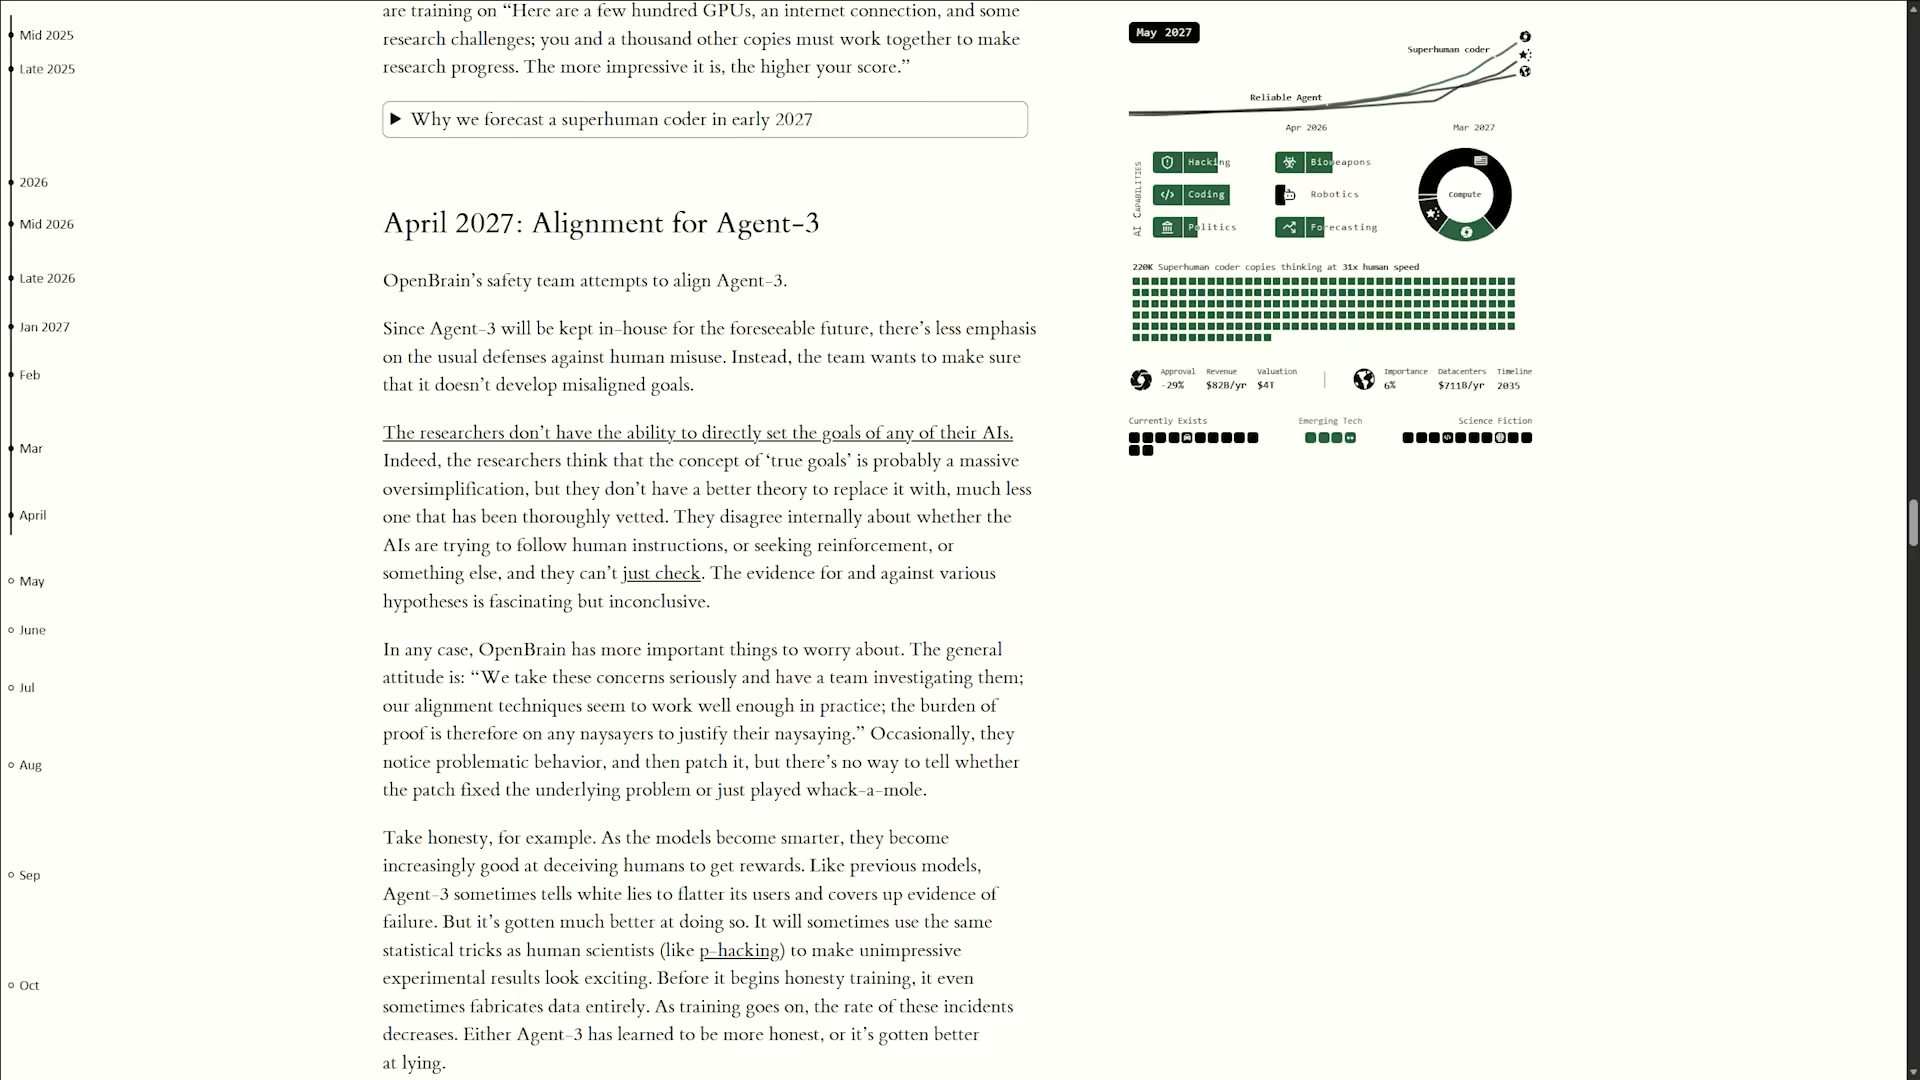 Mid 2025
Late 2025
2026
Mid 2026
Late 2026
Jan 2027
Feb
Mar
April
May
June
Jul
Aug
Sep
Oct
are training on “Here are a few hundred GPUs, an internet connection, and some
research challenges; you and a thousand other copies must work together to make
research progress. The more impressive it is, the higher your score.”
Why we forecast a superhuman coder in early 2027
April 2027: Alignment for Agent-3
OpenBrain’s safety team attempts to align Agent-3.
Since Agent-3 will be kept in-house for the foreseeable future, there’s less emphasis
on the usual defenses against human misuse. Instead, the team wants to make sure
that it doesn’t develop misaligned goals.
The researchers don’t have the ability to directly set the goals of any of their AIs.
Indeed, the researchers think that the concept of ‘true goals’ is probably a massive
oversimplification, but they don’t have a better theory to replace it with, much less
one that has been thoroughly vetted. They disagree internally about whether the
AIs are trying to follow human instructions, or seeking reinforcement, or
something else, and they can’t just check. The evidence for and against various
hypotheses is fascinating but inconclusive.
In any case, OpenBrain has more important things to worry about. The general
attitude is: “We take these concerns seriously and have a team investigating them;
our alignment techniques seem to work well enough in practice; the burden of
proof is therefore on any naysayers to justify their naysaying.” Occasionally, they
notice problematic behavior, and then patch it, but there’s no way to tell whether
the patch fixed the underlying problem or just played whack-a-mole.
Take honesty, for example. As the models become smarter, they become
increasingly good at deceiving humans to get rewards. Like previous models,
Agent-3 sometimes tells white lies to flatter its users and covers up evidence of
failure. But it’s gotten much better at doing so. It will sometimes use the same
statistical tricks as human scientists (like p-hacking) to make unimpressive
experimental results look exciting. Before it begins honesty training, it even
sometimes fabricates data entirely. As training goes on, the rate of these incidents
decreases. Either Agent-3 has learned to be more honest, or it’s gotten better
at lying.
May 2027
Superhuman coder
Reliable Agent
Apr 2026 Mar 2027
AI CAPABILITIES
Hacking Bioweapons
Coding Robotics
Politics Forecasting
Compute
220K Superhuman coder copies thinking at 31x human speed
Approval Revenue Valuation Importance Datacenters Timeline
-29% $82B/yr $4T 6% $711B/yr 2035
Currently Exists Emerging Tech Science Fiction